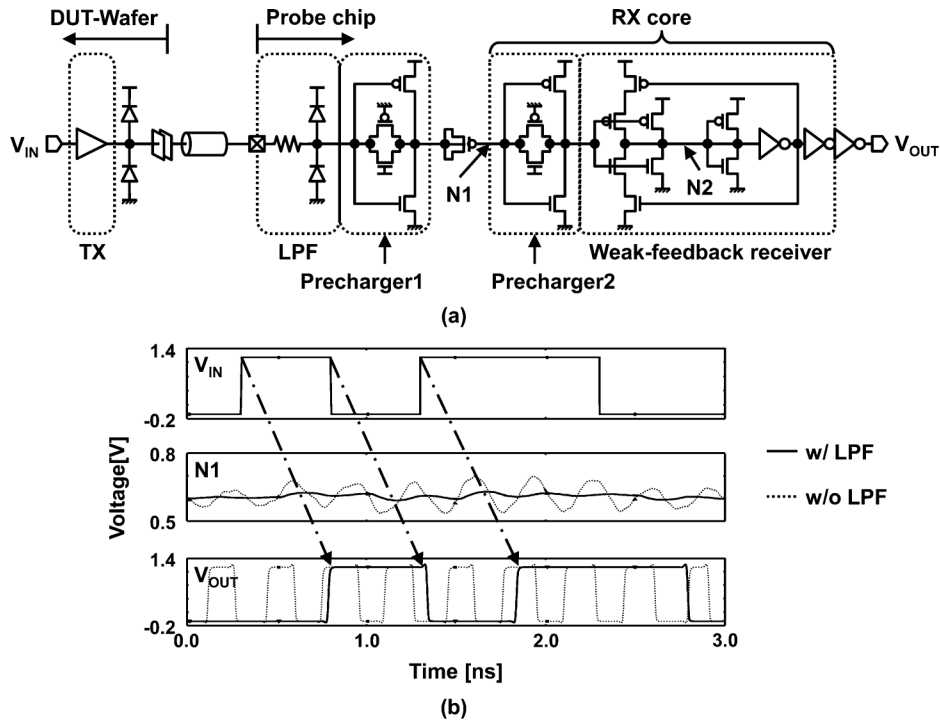 DUT-Wafer
Probe chip
RX core
V_IN
N1
N2
V_OUT
TX
LPF
Precharger1
Precharger2
Weak-feedback receiver
(a)
1.4
V_IN
-0.2
0.8
N1
0.5
1.4
V_OUT
-0.2
Voltage[V]
w/ LPF
w/o LPF
0.0 1.0 2.0 3.0
Time [ns]
(b)